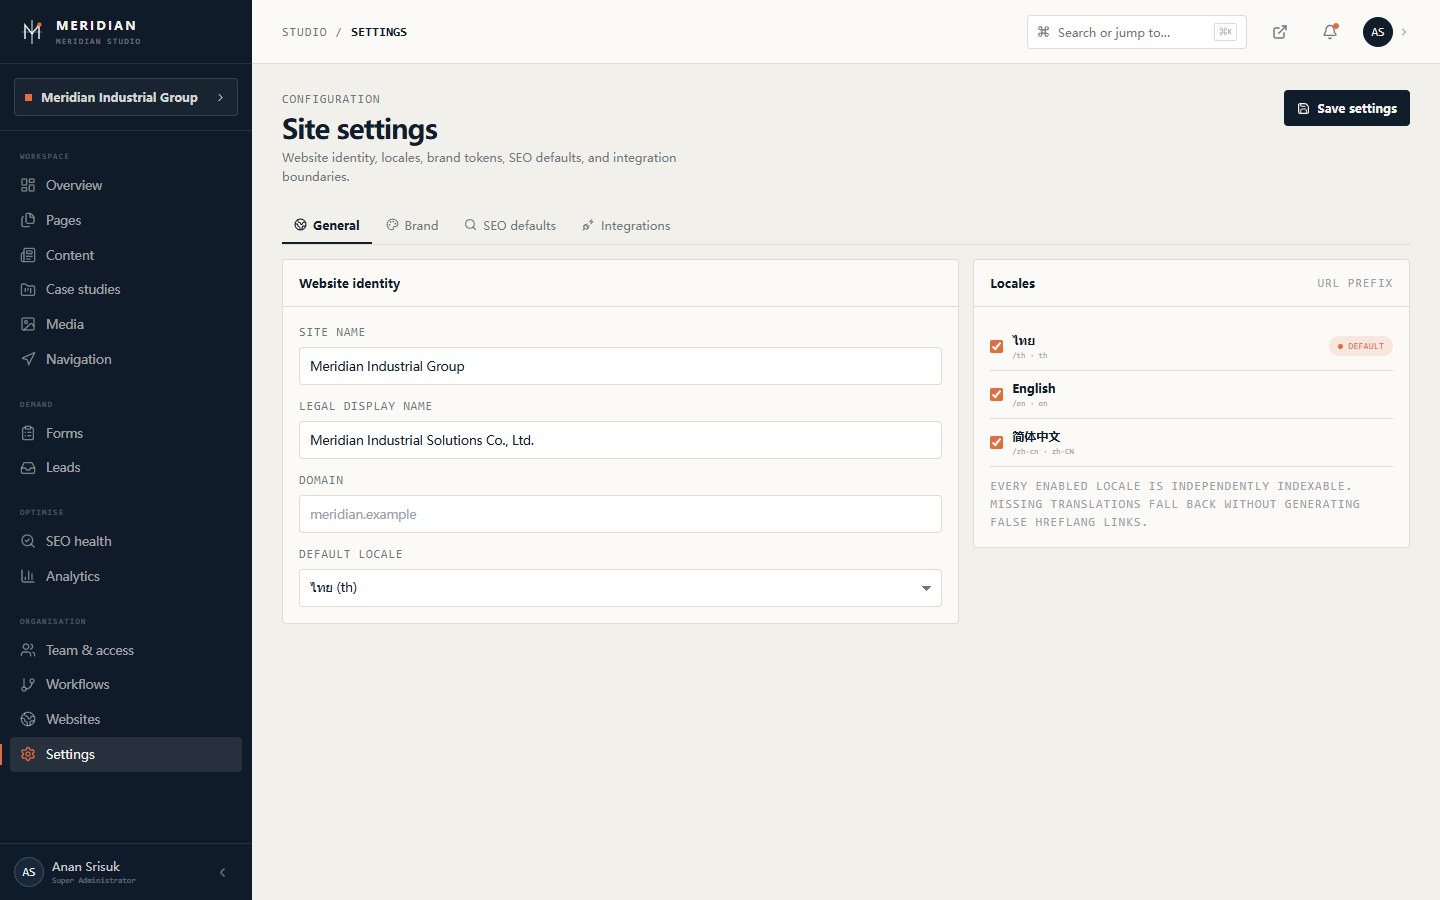 MERIDIAN
MERIDIAN STUDIO
Meridian Industrial Group
WORKSPACE
Overview
Pages
Content
Case studies
Media
Navigation
DEMAND
Forms
Leads
OPTIMISE
SEO health
Analytics
ORGANISATION
Team & access
Workflows
Websites
Settings
AS
Anan Srisuk
Super Administrator
STUDIO / SETTINGS
⌘ Search or jump to... ⌘K
AS
CONFIGURATION
Site settings
Website identity, locales, brand tokens, SEO defaults, and integration
boundaries.
Save settings
General
Brand
SEO defaults
Integrations
Website identity
SITE NAME
Meridian Industrial Group
LEGAL DISPLAY NAME
Meridian Industrial Solutions Co., Ltd.
DOMAIN
meridian.example
DEFAULT LOCALE
ไทย (th)
Locales
URL PREFIX
ไทย
/th · th
DEFAULT
English
/en · en
简体中文
/zh-cn · zh-CN
EVERY ENABLED LOCALE IS INDEPENDENTLY INDEXABLE.
MISSING TRANSLATIONS FALL BACK WITHOUT GENERATING
FALSE HREFLANG LINKS.